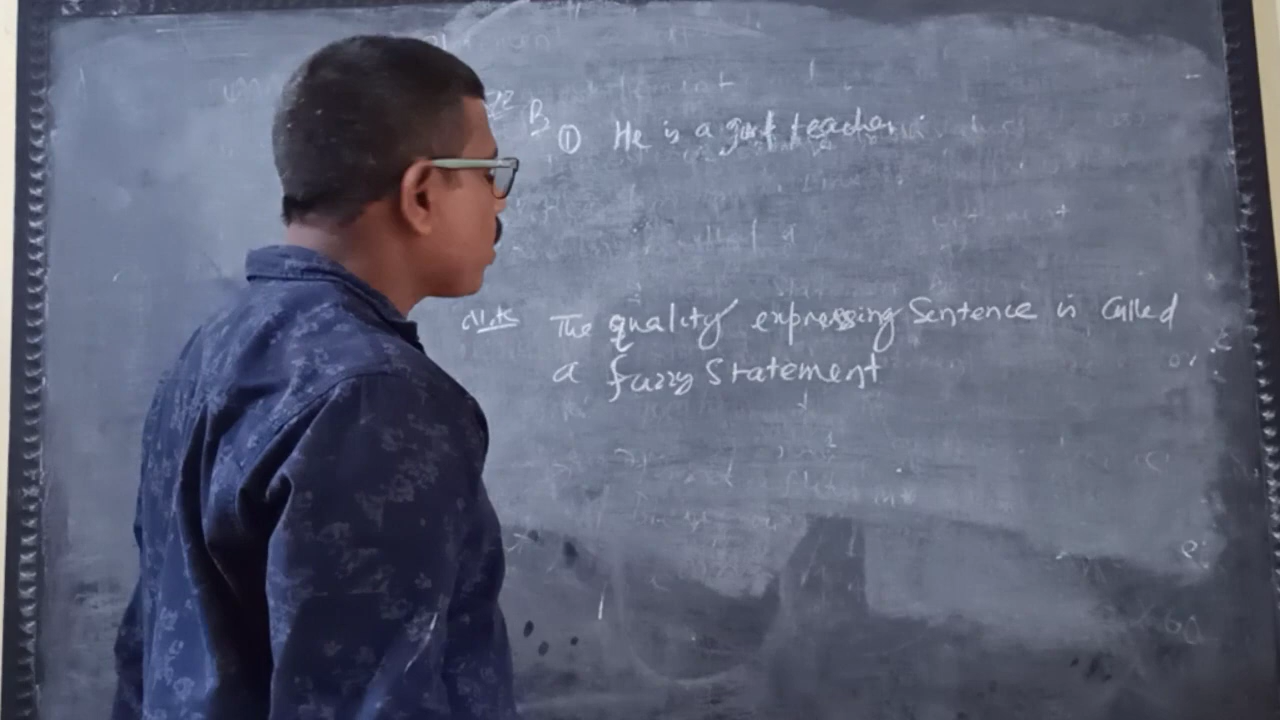 ① He is a good teacher.
Note The quality expressing Sentence is Called
a fuzzy Statement